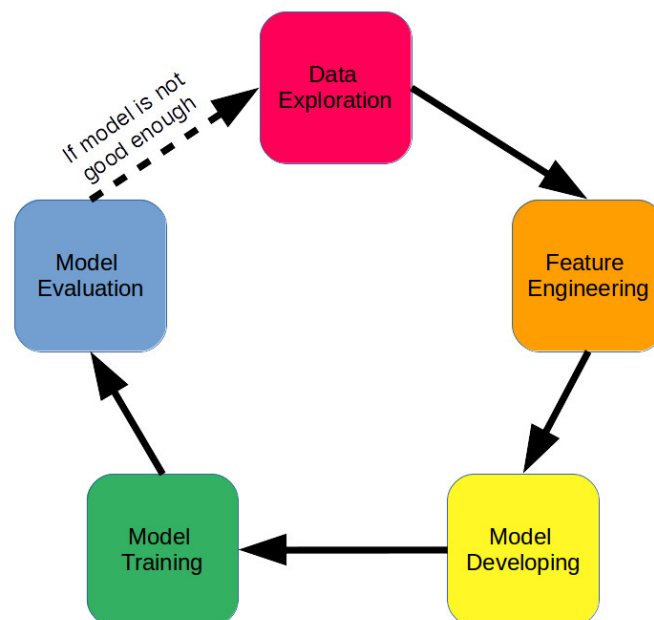 Data
Exploration
If model is not
good enough
Feature
Engineering
Model
Evaluation
Model
Training
Model
Developing